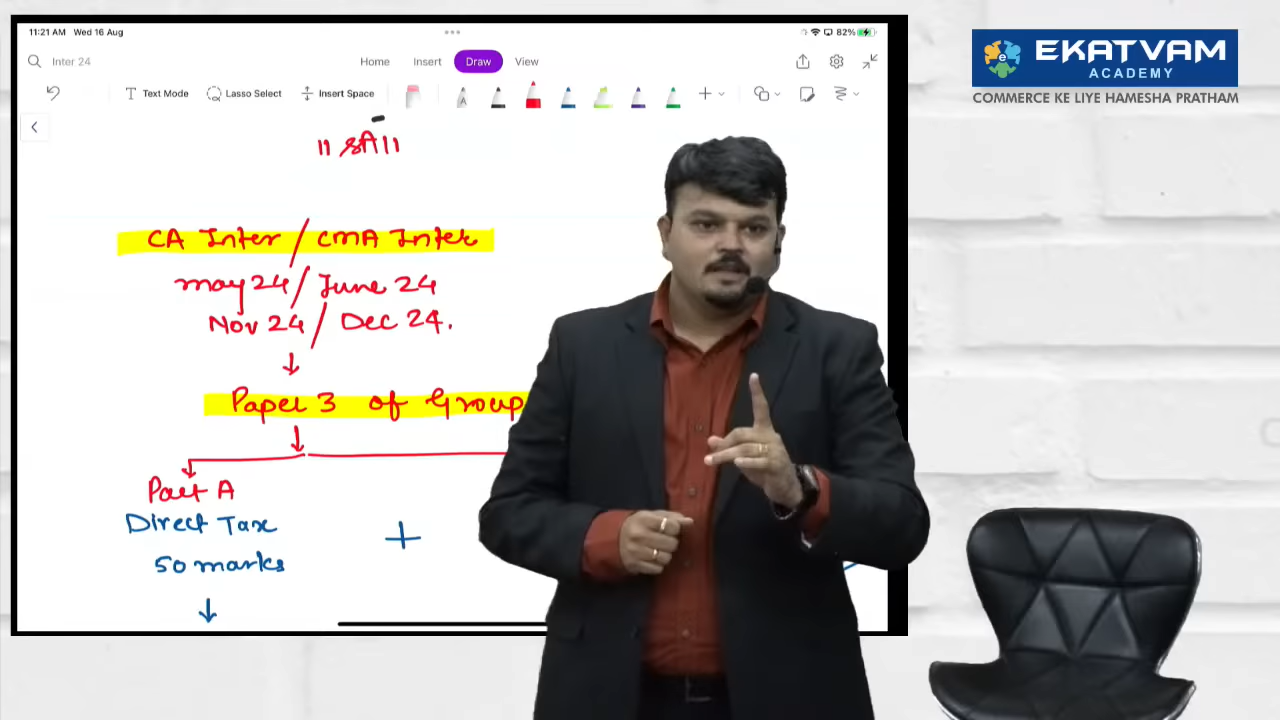 11:21 AM Wed 16 Aug
82%
Inter 24
Home Insert Draw View
Text Mode Lasso Select Insert Space
CA Inter / CMA Inter
may 24 / June 24
Nov 24 / Dec 24.
Paper 3 of Group
Part A
Direct Tax
50 marks
+
EKATVAM
ACADEMY
COMMERCE KE LIYE HAMESHA PRATHAM